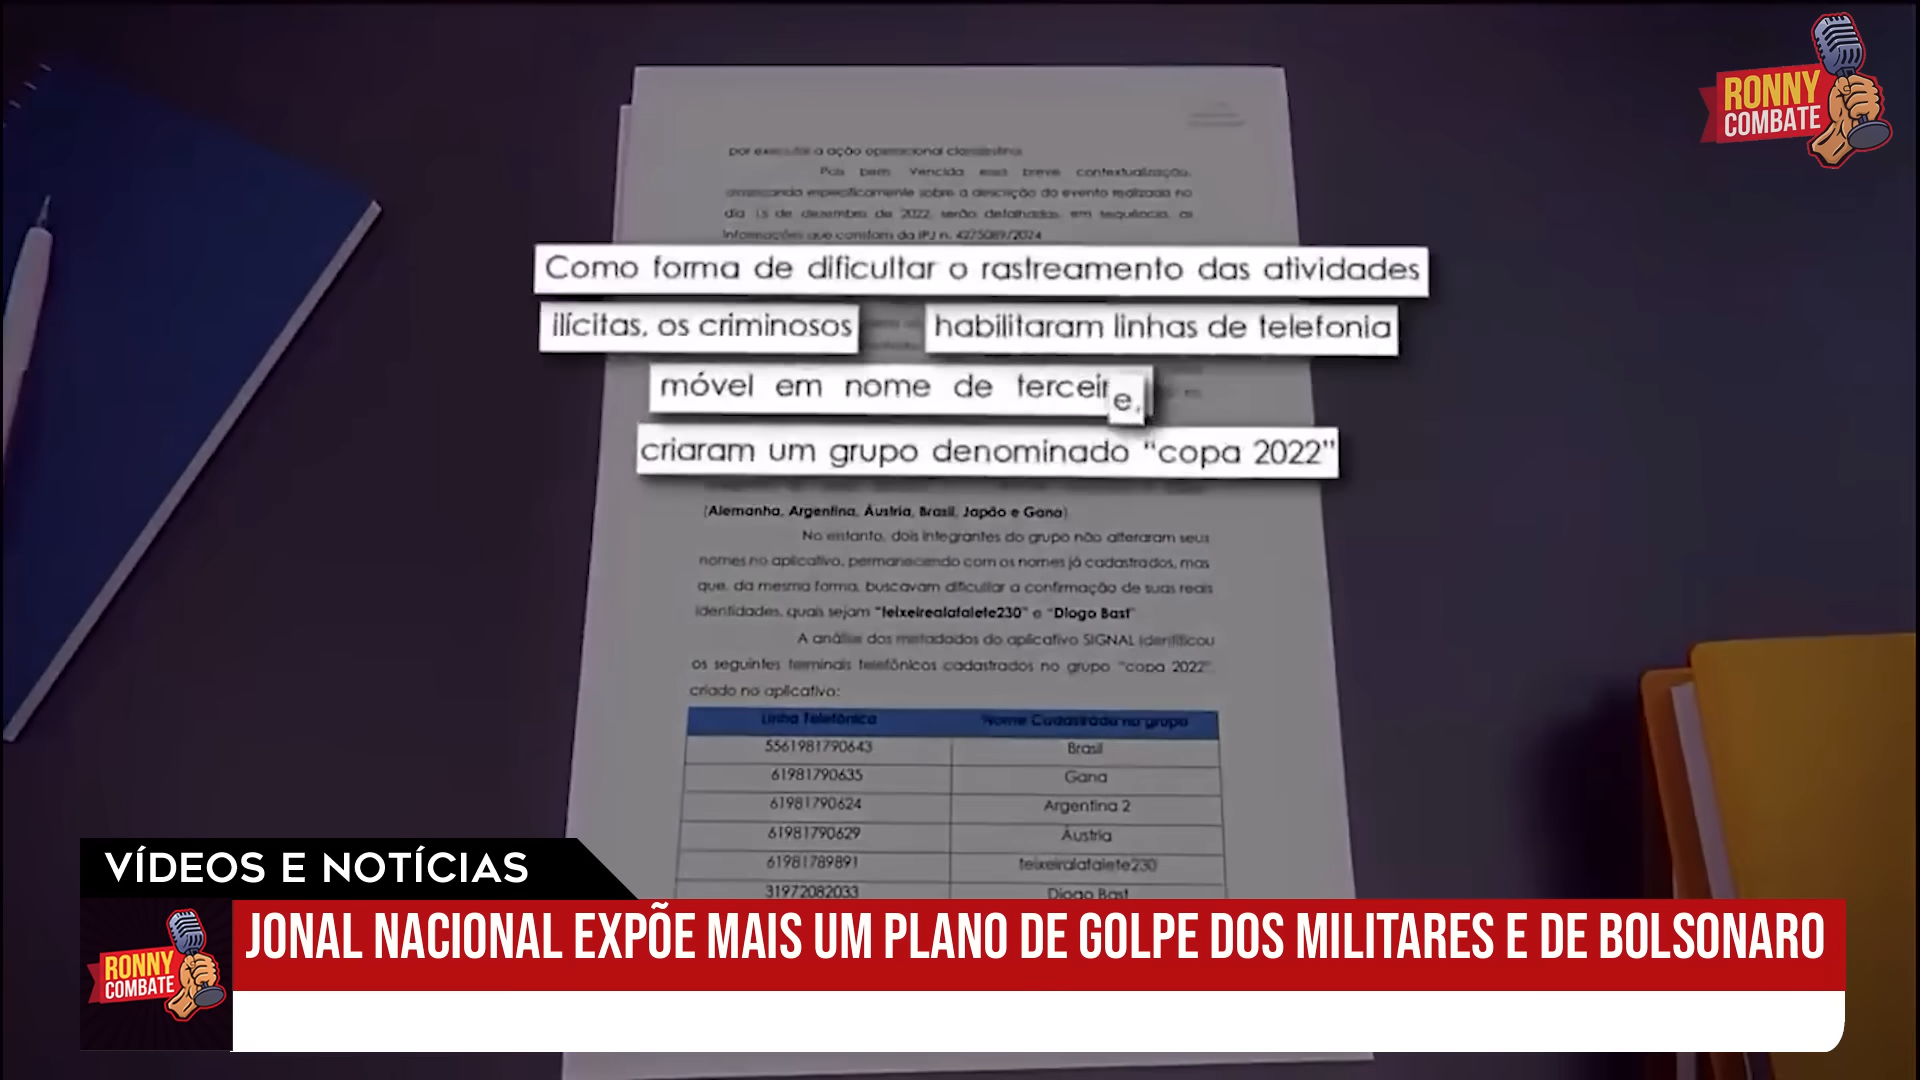 RONNY
COMBATE
por executar a ação operacional clandestina.
Pois bem. Vencida essa breve contextualização,
especificamente sobre a descrição do evento realizado no
dia 15 de dezembro de 2022, serão detalhadas, em sequência, as
informações que constam da IPJ n. 4275089/2024
Como forma de dificultar o rastreamento das atividades
ilícitas, os criminosos habilitaram linhas de telefonia
móvel em nome de terceir e,
criaram um grupo denominado "copa 2022"
(Alemanha, Argentina, Áustria, Brasil, Japão e Gana)
No entanto, dois integrantes do grupo não alteraram seus
nomes no aplicativo, permanecendo com os nomes já cadastrados, mas
que, da mesma forma, buscavam dificultar a confirmação de suas reais
identidades, quais sejam "teixeiralafaiete230" e "Diogo Bast"
A análise dos metadados do aplicativo SIGNAL identificou
os seguintes terminais telefônicos cadastrados no grupo "copa 2022",
criado no aplicativo:
Linha Telefônica Nome Cadastrado no grupo
5561981790643 Brasil
61981790635 Gana
61981790624 Argentina 2
61981790629 Áustria
61981789891 teixeiralafaiete230
31972082033 Diogo Bast
VÍDEOS E NOTÍCIAS
JONAL NACIONAL EXPÕE MAIS UM PLANO DE GOLPE DOS MILITARES E DE BOLSONARO
RONNY
COMBATE